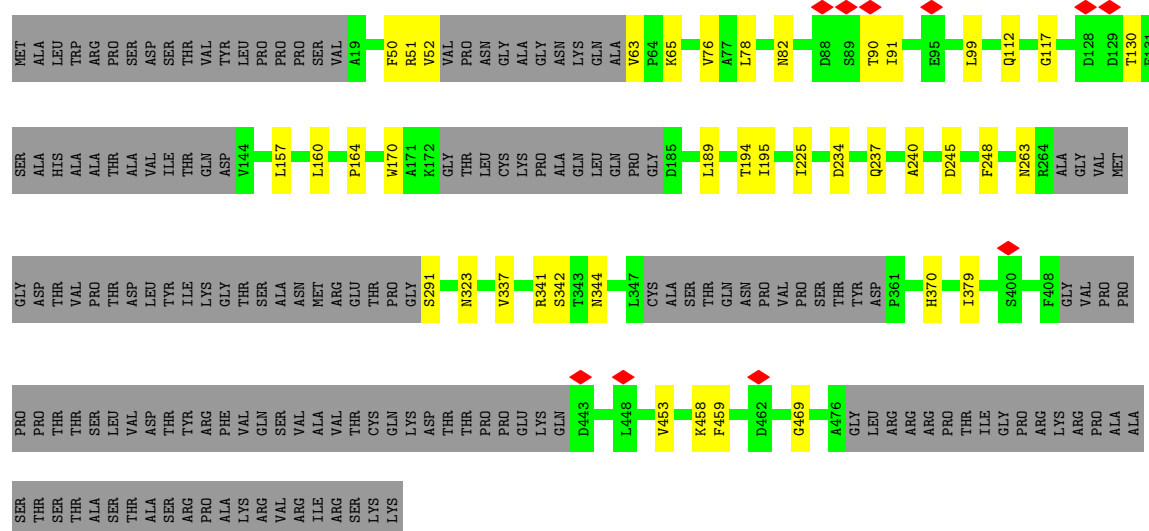 MET ALA LEU TRP ARG PRO SER ASP SER THR VAL TYR LEU PRO PRO PRO SER VAL A19 F50 R51 V52 VAL PRO ASN GLY ALA GLY ASN LYS GLN ALA V63 P64 K65 V76 A77 L78 N82 D88 S89 T90 I91 E95 L99 Q112 G117 D128 D129 T130
SER ALA HIS ALA ALA THR ALA VAL ILE THR GLN ASP V144 L157 L160 P164 W170 A171 K172 GLY THR LEU CYS LYS PRO ALA GLN LEU GLN PRO GLY D185 L189 T194 I195 I225 D234 Q237 A240 D245 F248 N263 R264 ALA GLY VAL MET
GLY ASP THR VAL PRO THR ASP LEU TYR ILE LYS GLY THR SER ALA ASN MET ARG GLU THR PRO GLY S291 N323 V337 R341 S342 T343 N344 L347 CYS ALA SER THR GLN ASN PRO VAL PRO SER THR TYR ASP P361 H370 I379 S400 F408 GLY VAL PRO PRO
PRO PRO THR THR SER LEU VAL ASP THR TYR ARG PHE VAL GLN SER VAL ALA VAL THR CYS GLN LYS ASP THR THR PRO PRO GLU LYS GLN D443 L448 V453 K458 F459 D462 G469 A476 GLY LEU ARG ARG ARG PRO THR ILE GLY PRO ARG LYS ARG PRO ALA ALA
SER THR SER THR ALA SER THR ALA SER ARG PRO ALA LYS ARG VAL ARG ILE ARG SER LYS LYS